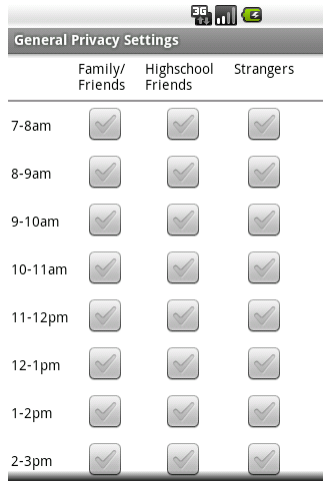 3G
General Privacy Settings
Family/ Highschool Strangers
Friends Friends
7-8am
8-9am
9-10am
10-11am
11-12pm
12-1pm
1-2pm
2-3pm